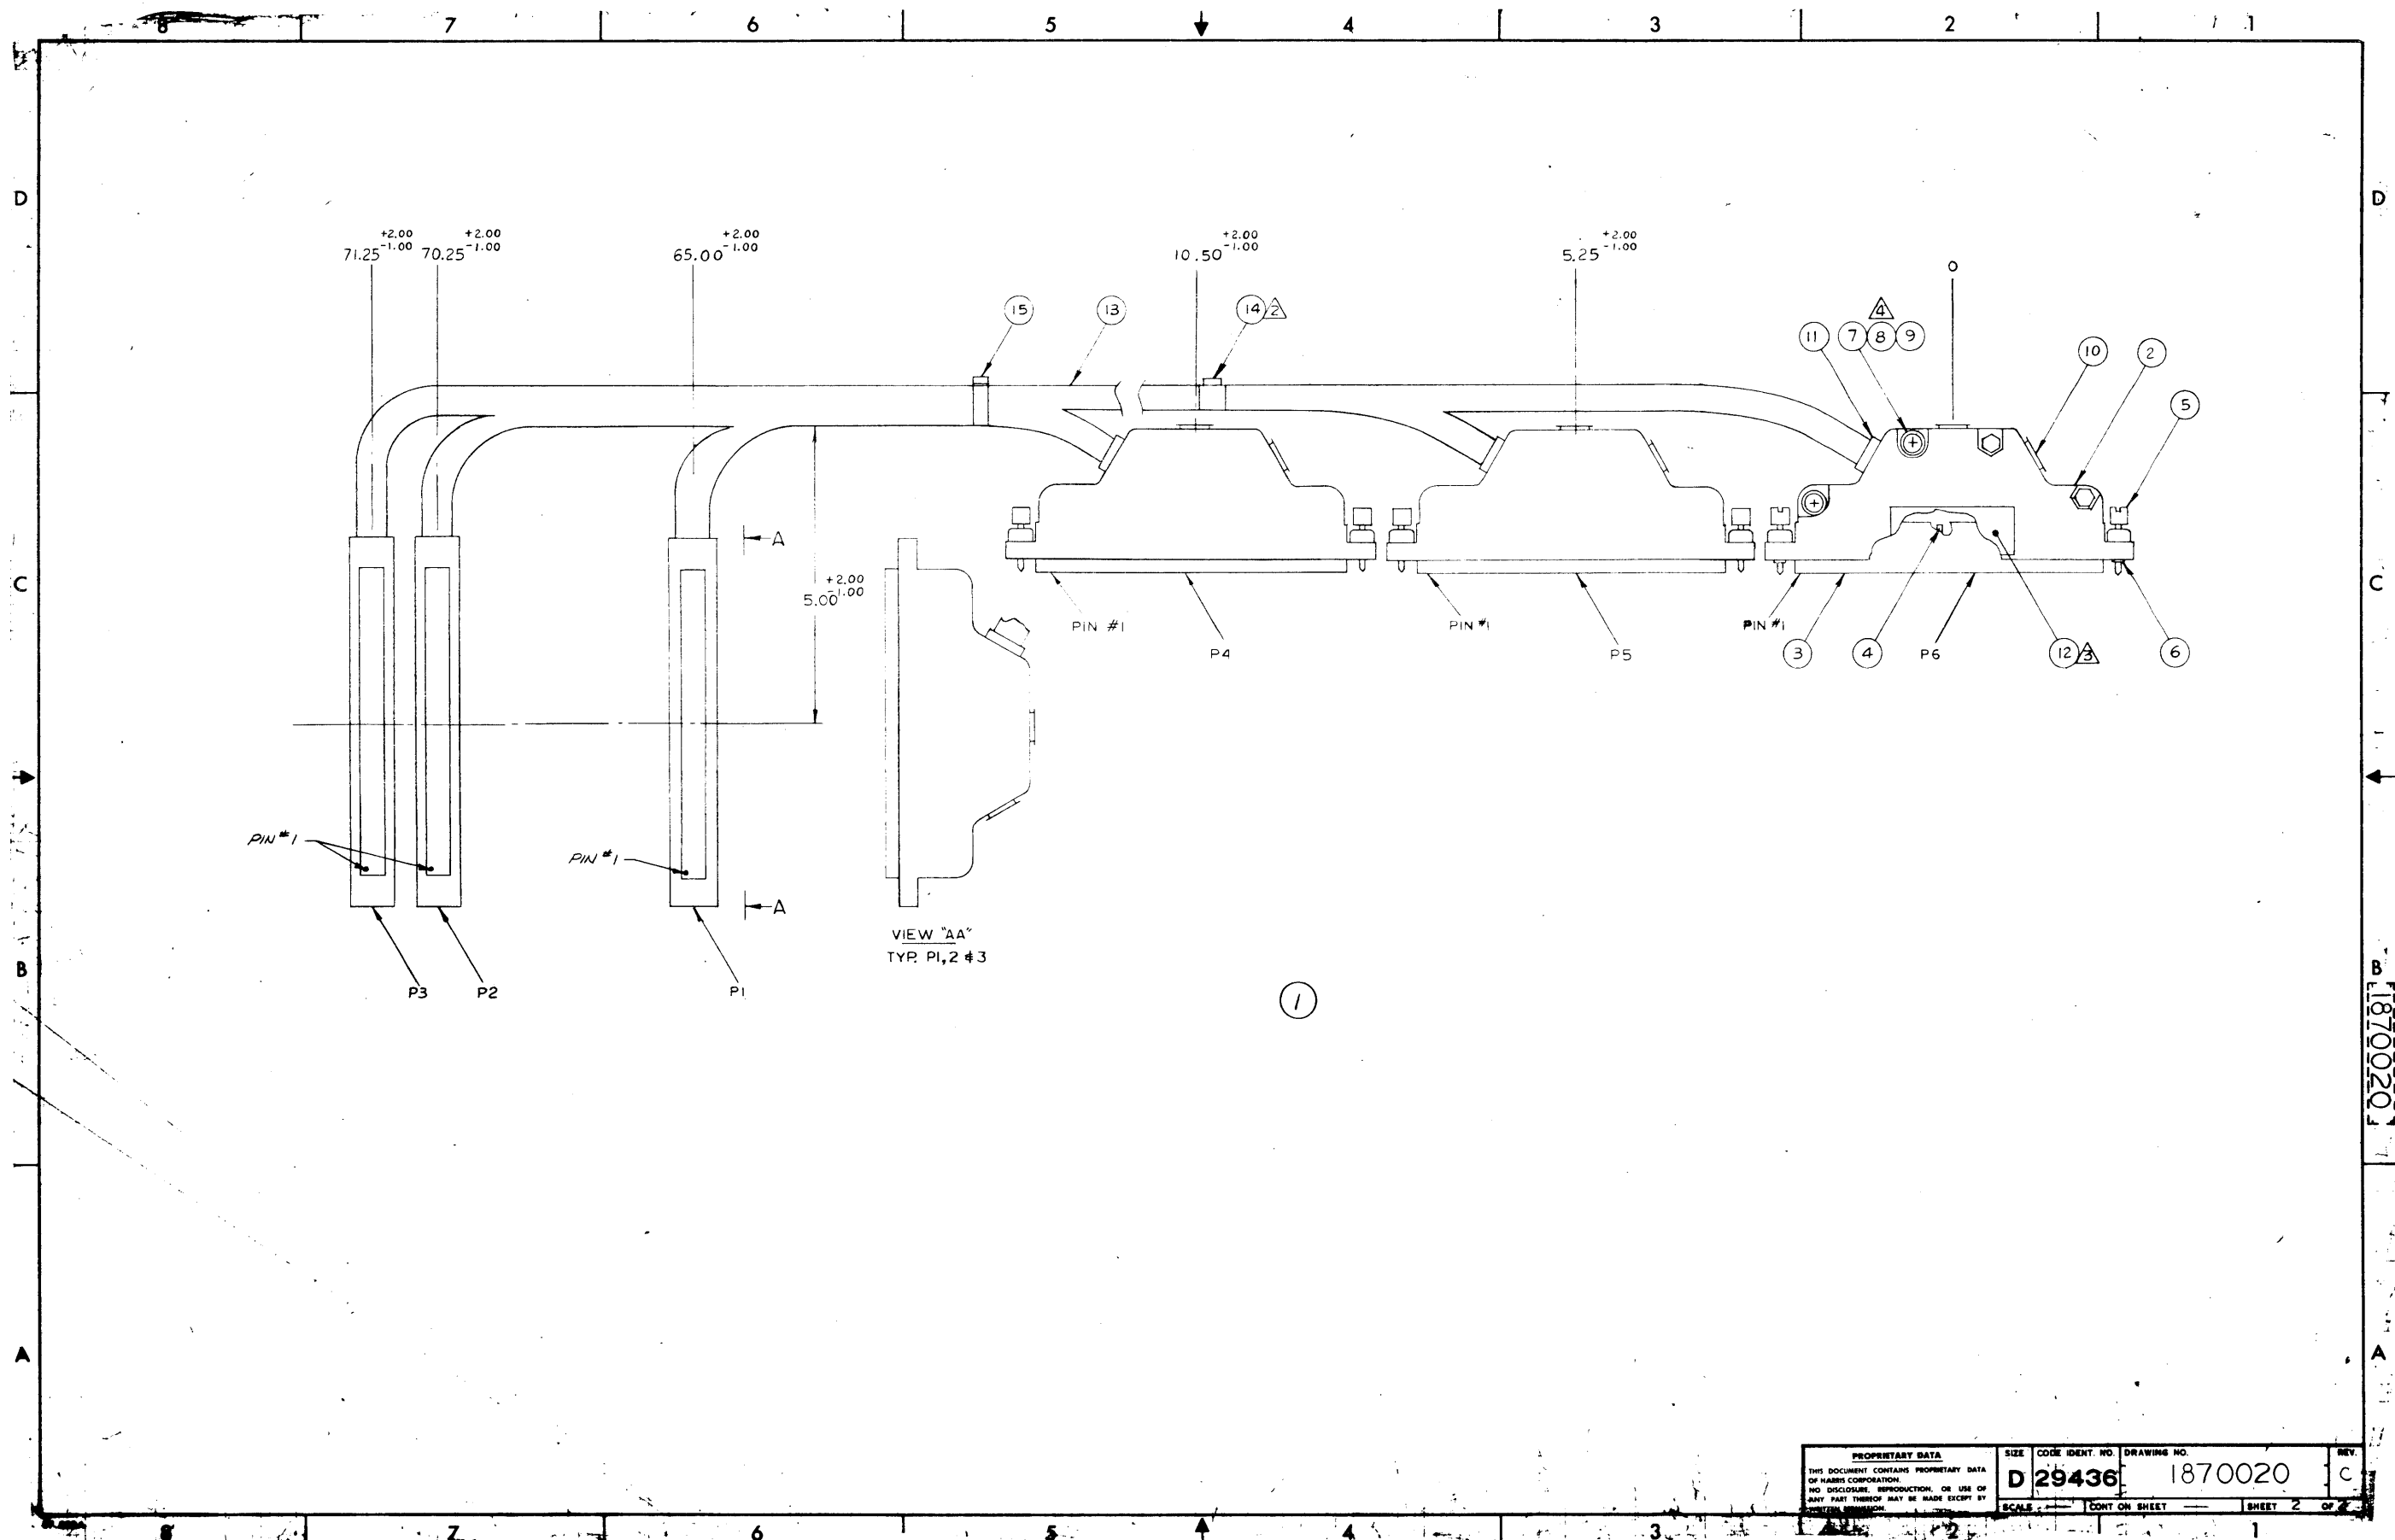 8 7 6 5 4 3 2 1
D D
+2.00 +2.00 +2.00 +2.00 +2.00
71.25 -1.00 70.25 -1.00 65.00 -1.00 10.50 -1.00 5.25 -1.00 0
15 13 14 2 4
11 7 8 9 10 2
5
C C
+2.00
5.00 -1.00
PIN #1 PIN #1 PIN #1
P4 P5 3 4 P6 12 3 6
A
PIN #1 PIN #1
A
VIEW "AA"
TYP. P1,2 & 3
B B
P3 P2 P1
1
1870020
A A
PROPRIETARY DATA
THIS DOCUMENT CONTAINS PROPRIETARY DATA
OF HARRIS CORPORATION.
NO DISCLOSURE, REPRODUCTION, OR USE OF
ANY PART THEREOF MAY BE MADE EXCEPT BY
WRITTEN PERMISSION.
SIZE CODE IDENT. NO. DRAWING NO. REV.
D 29436 1870020 C
SCALE CONT ON SHEET SHEET 2 OF 2
8 7 6 5 4 3 2 1